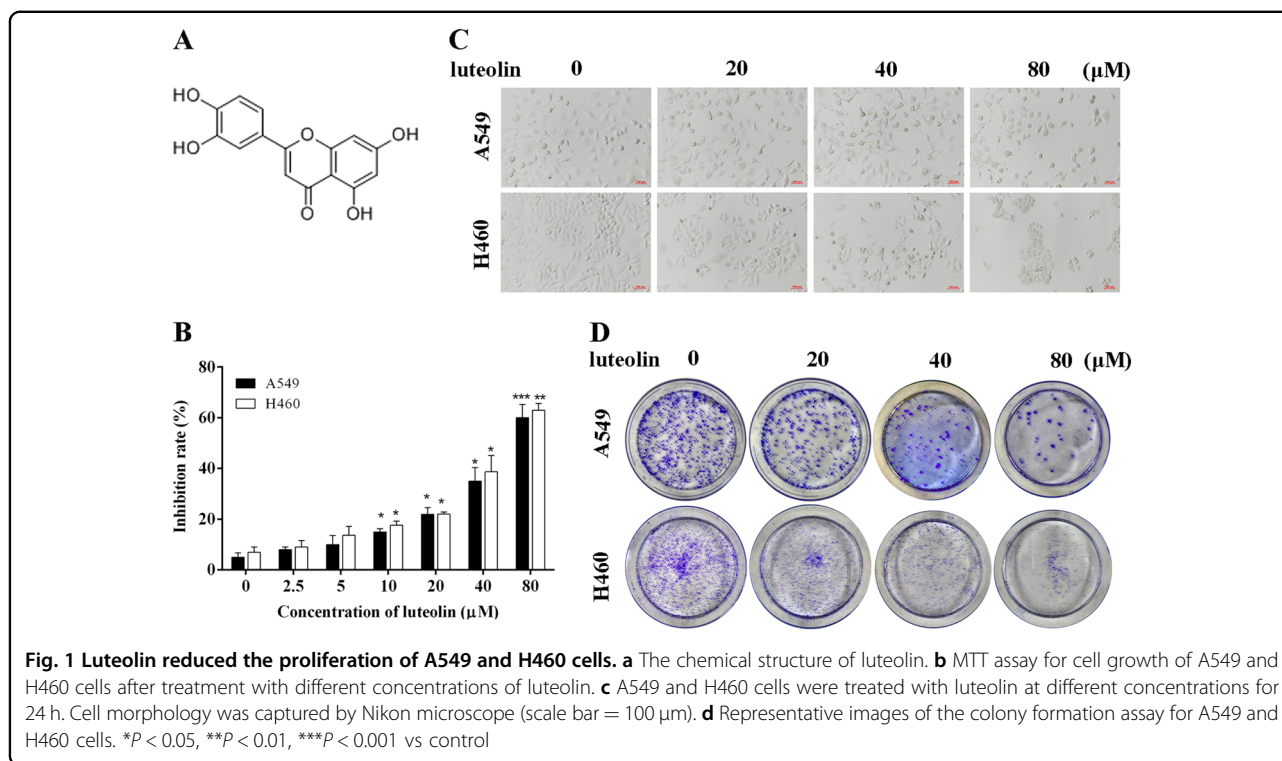 A
HO
HO
O
OH
O
OH
C
luteolin 0 20 40 80 (μM)
A549
H460
B
80
60
40
20
0
Inhibition rate (%)
A549
H460
* *
* *
* *
*** **
0 2.5 5 10 20 40 80
Concentration of luteolin (μM)
D
luteolin 0 20 40 80 (μM)
A549
H460
Fig. 1 Luteolin reduced the proliferation of A549 and H460 cells. a The chemical structure of luteolin. b MTT assay for cell growth of A549 and
H460 cells after treatment with different concentrations of luteolin. c A549 and H460 cells were treated with luteolin at different concentrations for
24 h. Cell morphology was captured by Nikon microscope (scale bar = 100 μm). d Representative images of the colony formation assay for A549 and
H460 cells. *P < 0.05, **P < 0.01, ***P < 0.001 vs control